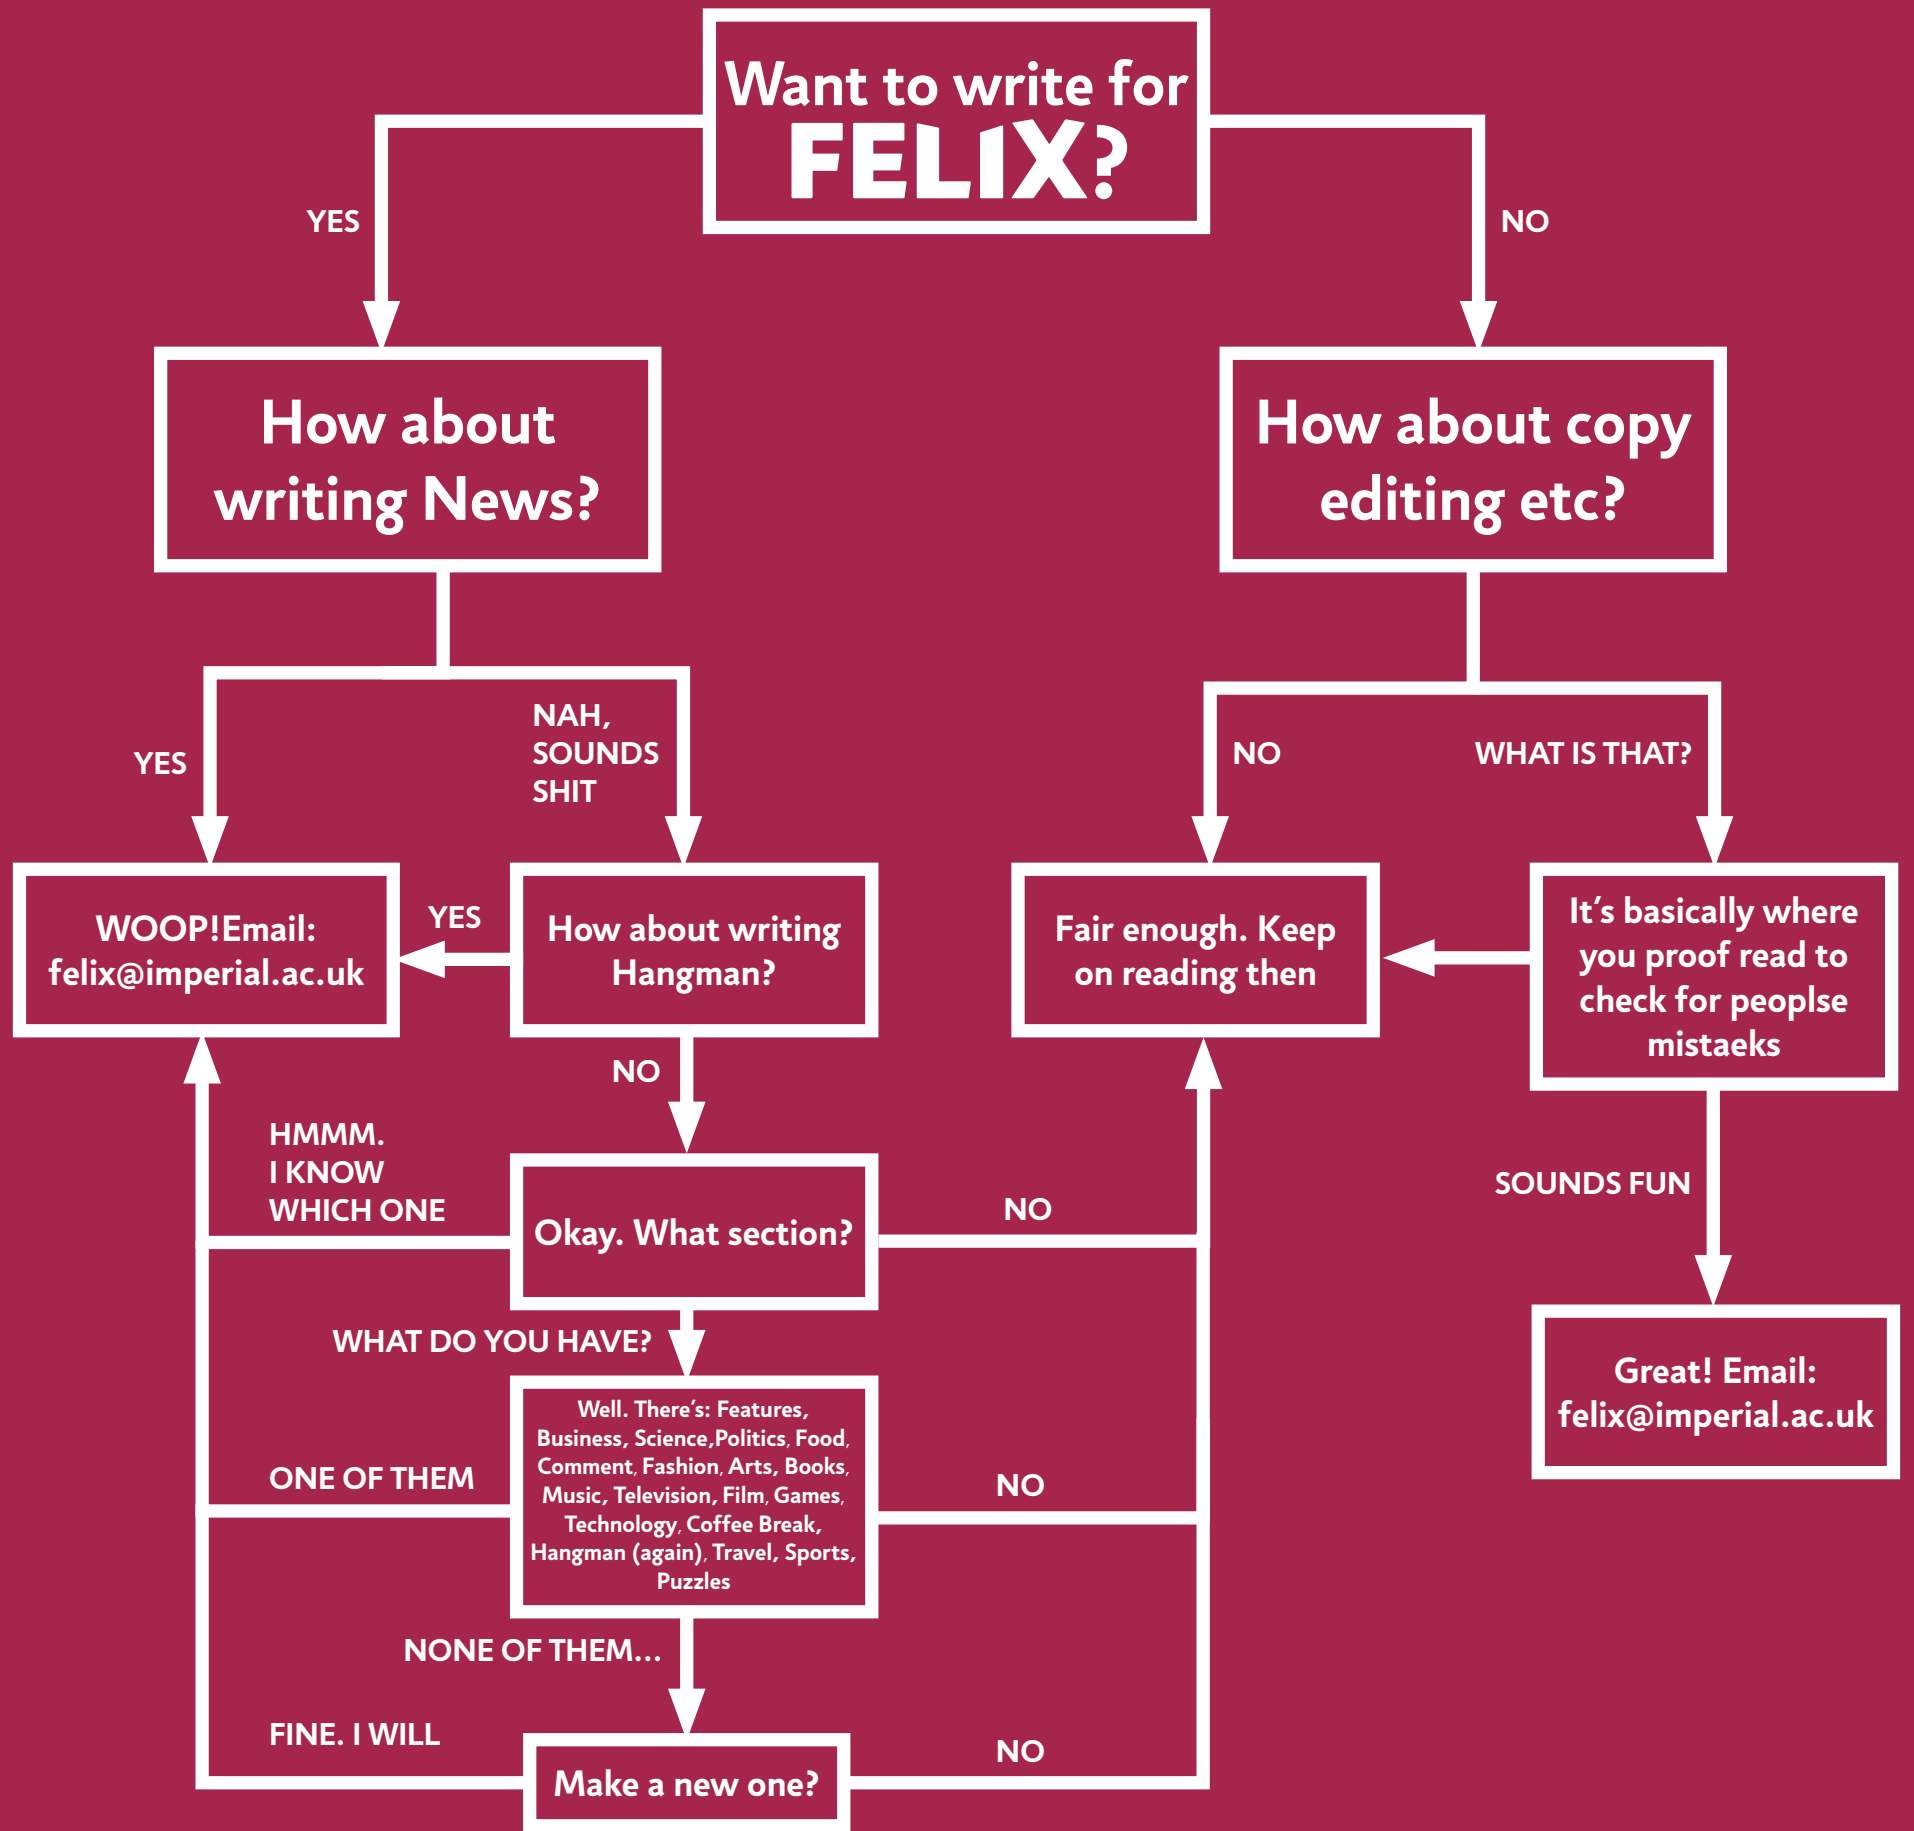 Want to write for
FELIX?
YES
NO
How about
writing News?
How about copy
editing etc?
YES
NAH,
SOUNDS
SHIT
NO
WHAT IS THAT?
WOOP!Email:
felix@imperial.ac.uk
YES
How about writing
Hangman?
Fair enough. Keep
on reading then
It's basically where
you proof read to
check for peoplse
mistaeks
NO
HMMM.
I KNOW
WHICH ONE
Okay. What section?
NO
SOUNDS FUN
WHAT DO YOU HAVE?
Great! Email:
felix@imperial.ac.uk
Well. There's: Features,
Business, Science,Politics, Food,
Comment, Fashion, Arts, Books,
Music, Television, Film, Games,
Technology, Coffee Break,
Hangman (again), Travel, Sports,
Puzzles
ONE OF THEM
NO
NONE OF THEM...
FINE. I WILL
NO
Make a new one?